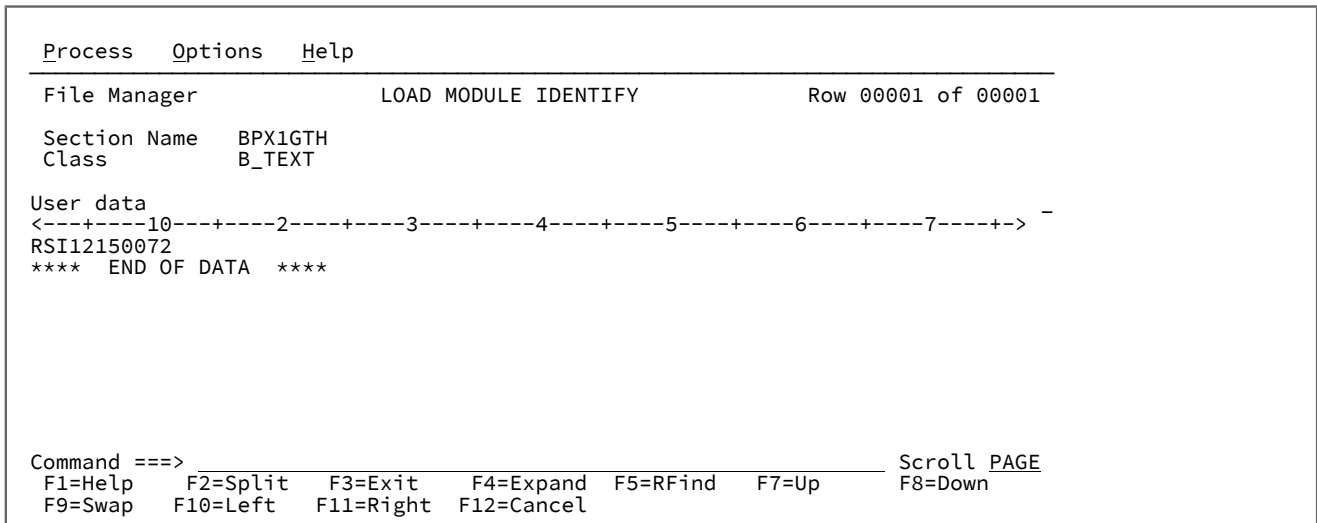 Process   Options   Help
File Manager              LOAD MODULE IDENTIFY             Row 00001 of 00001
Section Name   BPX1GTH
Class          B_TEXT
User data
<---+----10---+----2----+----3----+----4----+----5----+----6----+----7----+->
RSI12150072
****  END OF DATA  ****
Command ===>                                                        Scroll PAGE
F1=Help    F2=Split   F3=Exit    F4=Expand  F5=RFind   F7=Up      F8=Down
F9=Swap   F10=Left   F11=Right  F12=Cancel